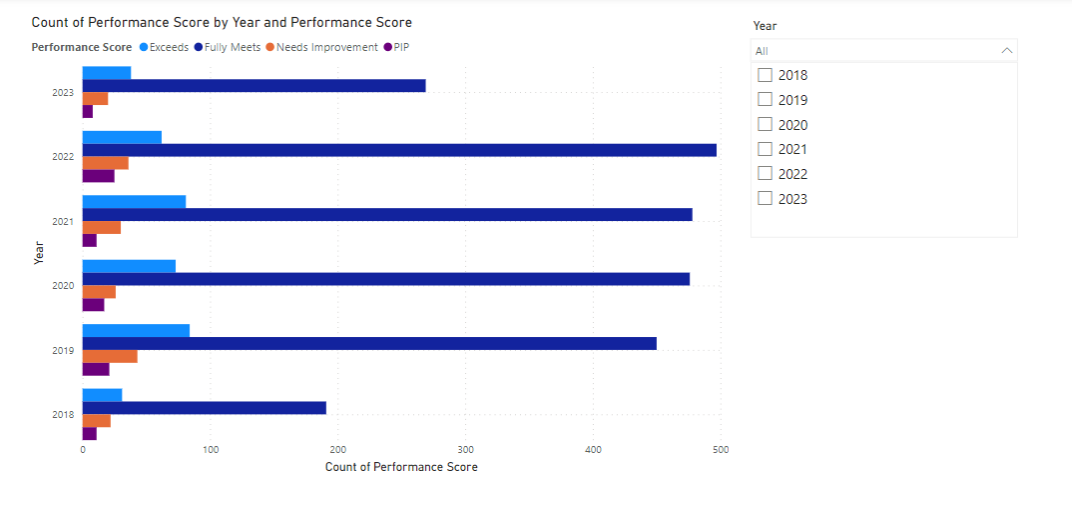 Count of Performance Score by Year and Performance Score
Performance Score Exceeds Fully Meets Needs Improvement PIP
2023
2022
2021
2020
2019
2018
Year
0 100 200 300 400 500
Count of Performance Score
Year
All
2018
2019
2020
2021
2022
2023